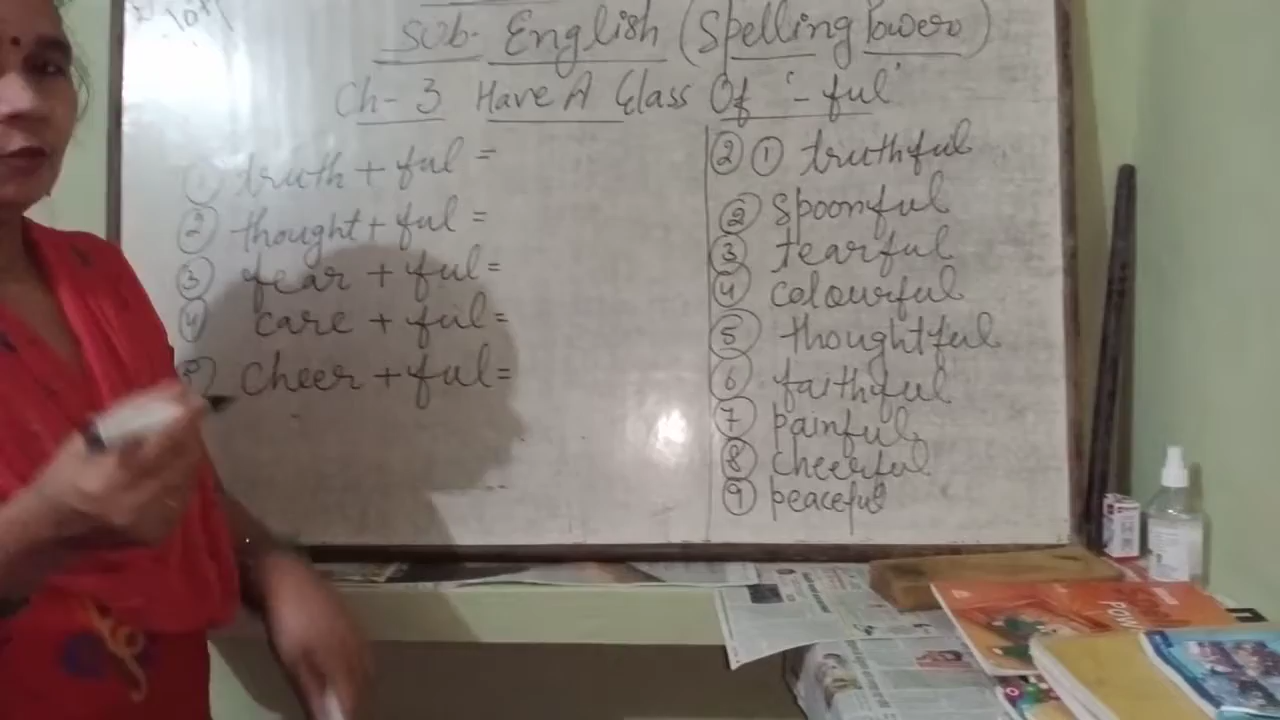 Sub- English (Spelling Power)
Ch- 3 Have A Class Of '-ful'
① truth + ful =
② thought + ful =
③ fear + ful =
④ care + ful =
cheer + ful =
② ① truthful
② spoonful
③ tearful
④ colourful
⑤ thoughtful
⑥ faithful
⑦ painful
⑧ cheerful
⑨ peaceful